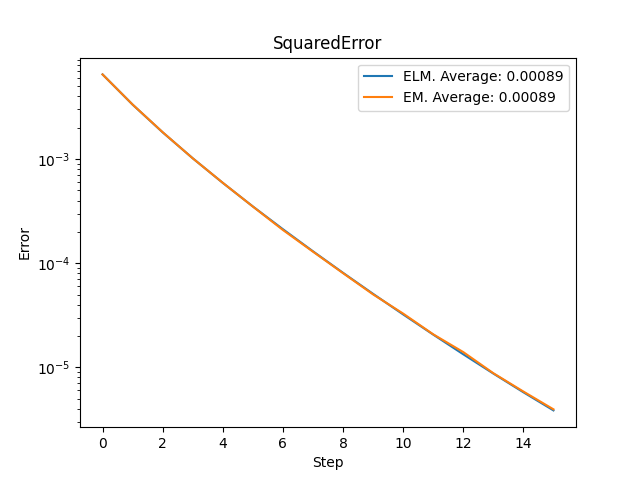 SquaredError
ELM. Average: 0.00089
EM. Average: 0.00089
Error
10⁻³
10⁻⁴
10⁻⁵
0 2 4 6 8 10 12 14
Step